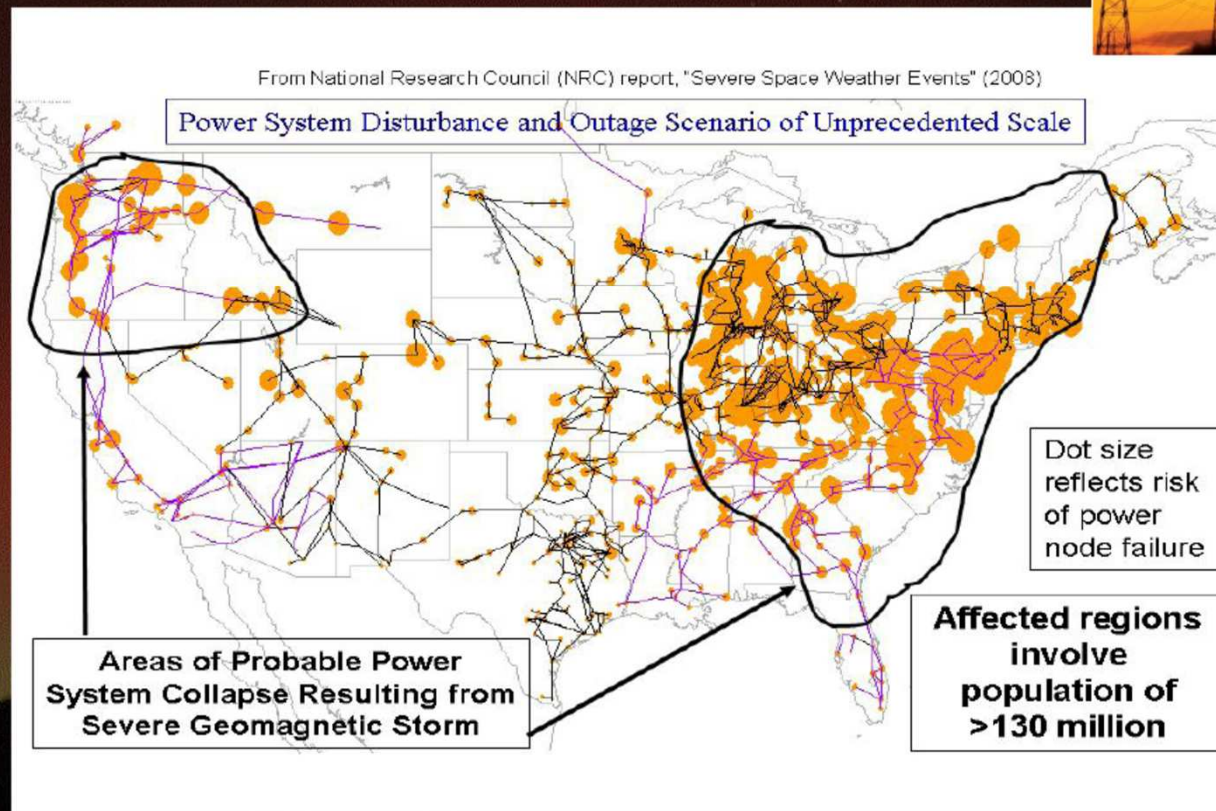 From National Research Council (NRC) report, "Severe Space Weather Events" (2008)
Power System Disturbance and Outage Scenario of Unprecedented Scale
Dot size
reflects risk
of power
node failure
Areas of Probable Power
System Collapse Resulting from
Severe Geomagnetic Storm
Affected regions
involve
population of
>130 million